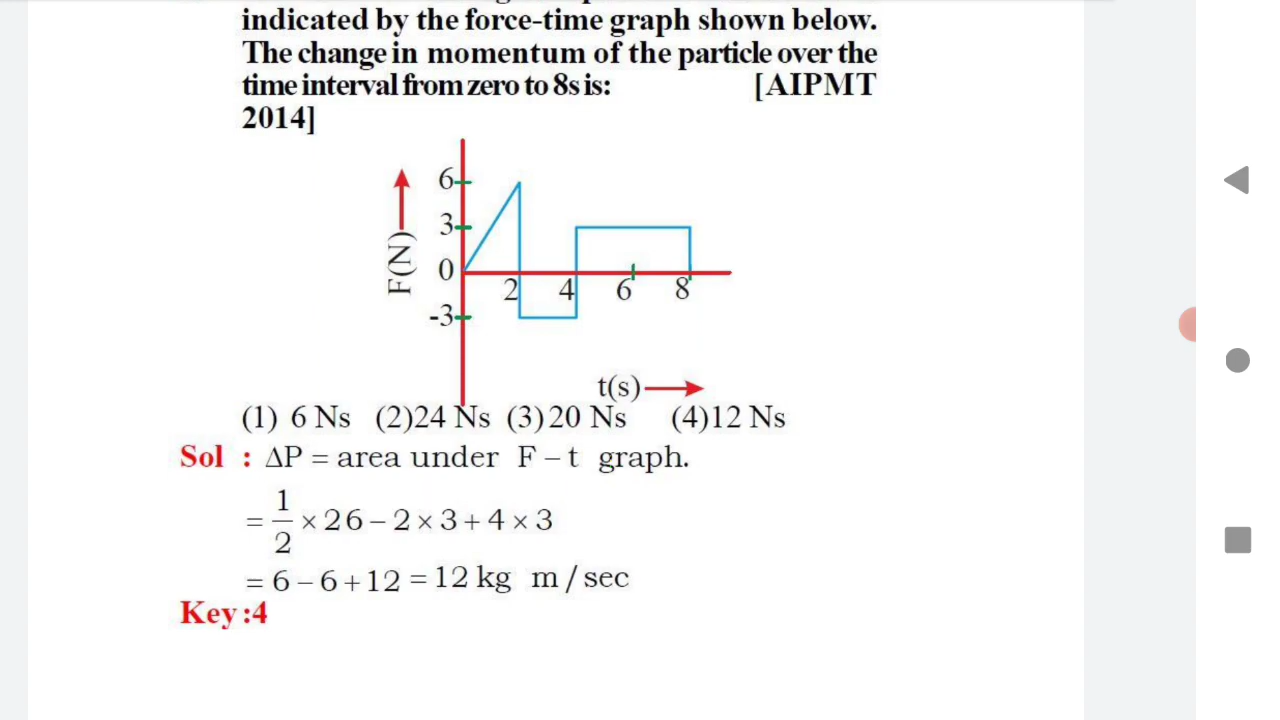 indicated by the force-time graph shown below.
The change in momentum of the particle over the
time interval from zero to 8s is: [AIPMT
2014]
6
3
0
-3
F(N)
2 4 6 8
t(s)
(1) 6 Ns (2)24 Ns (3)20 Ns (4)12 Ns
Sol : ΔP = area under F – t graph.
= 1/2 × 26 – 2 × 3 + 4 × 3
= 6 – 6 + 12 = 12 kg m / sec
Key :4